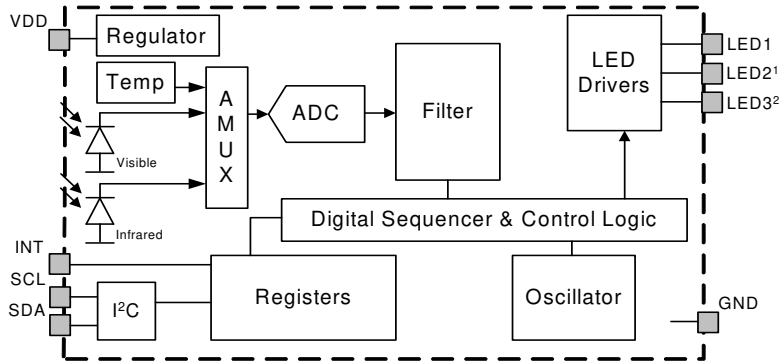 VDD
Regulator
Temp
AMUX
ADC
Filter
LED
Drivers
LED1
LED2¹
LED3²
Visible
Infrared
Digital Sequencer & Control Logic
INT
SCL
SDA
I²C
Registers
Oscillator
GND